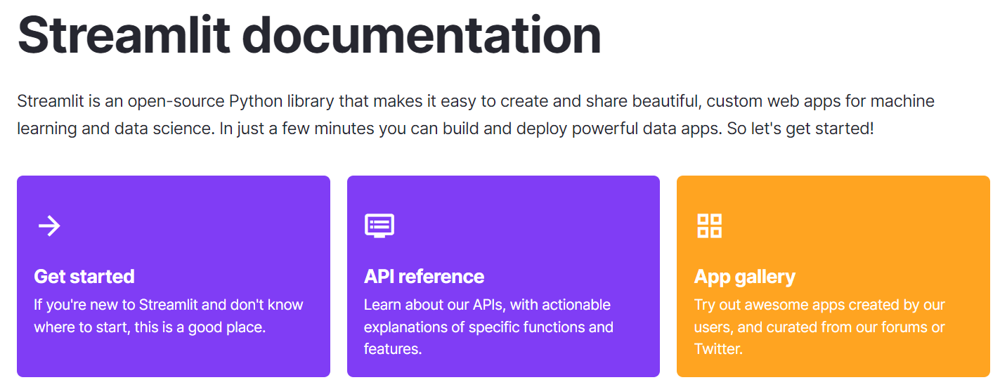 Streamlit documentation
Streamlit is an open-source Python library that makes it easy to create and share beautiful, custom web apps for machine
learning and data science. In just a few minutes you can build and deploy powerful data apps. So let's get started!
Get started
If you're new to Streamlit and don't know
where to start, this is a good place.
API reference
Learn about our APIs, with actionable
explanations of specific functions and
features.
App gallery
Try out awesome apps created by our
users, and curated from our forums or
Twitter.